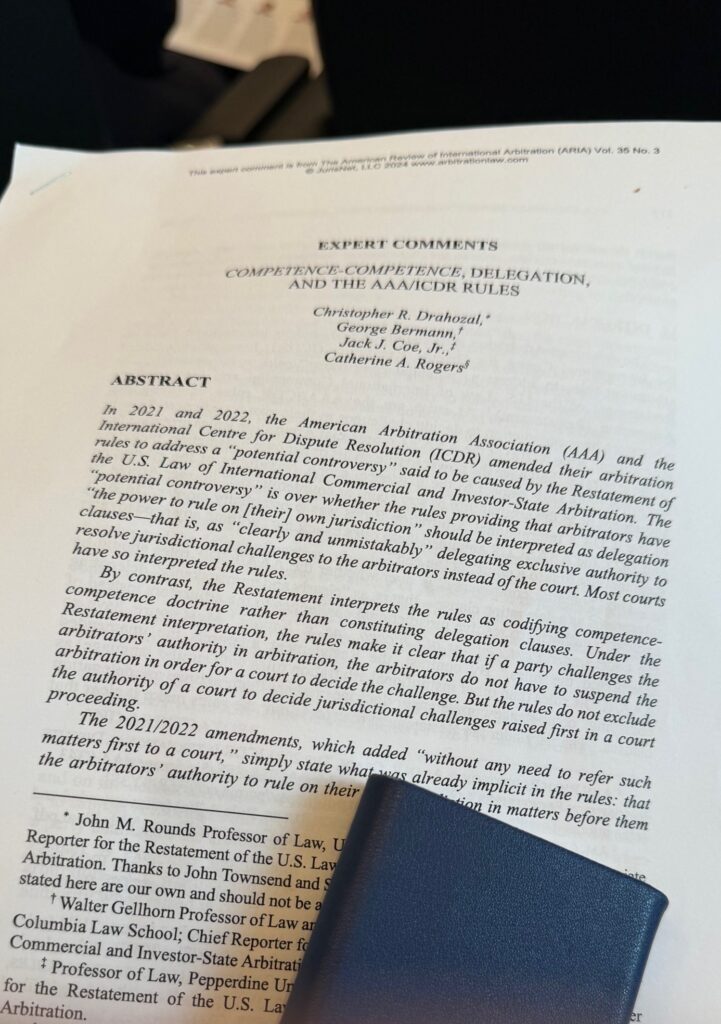 This expert comment is from The American Review of International Arbitration (ARIA) Vol. 35 No. 3
© JurisNet, LLC 2024 www.arbitrationlaw.com
EXPERT COMMENTS
COMPETENCE-COMPETENCE, DELEGATION,
AND THE AAA/ICDR RULES
Christopher R. Drahozal,*
George Bermann,†
Jack J. Coe, Jr.,‡
Catherine A. Rogers§
ABSTRACT
In 2021 and 2022, the American Arbitration Association (AAA) and the
International Centre for Dispute Resolution (ICDR) amended their arbitration
rules to address a “potential controversy” said to be caused by the Restatement of
the U.S. Law of International Commercial and Investor-State Arbitration. The
“potential controversy” is over whether the rules providing that arbitrators have
“the power to rule on [their] own jurisdiction” should be interpreted as delegation
clauses—that is, as “clearly and unmistakably” delegating exclusive authority to
resolve jurisdictional challenges to the arbitrators instead of the court. Most courts
have so interpreted the rules.
By contrast, the Restatement interprets the rules as codifying competence-
competence doctrine rather than constituting delegation clauses. Under the
Restatement interpretation, the rules make it clear that if a party challenges the
arbitrators’ authority in arbitration, the arbitrators do not have to suspend the
arbitration in order for a court to decide the challenge. But the rules do not exclude
the authority of a court to decide jurisdictional challenges raised first in a court
proceeding.
The 2021/2022 amendments, which added “without any need to refer such
matters first to a court,” simply state what was already implicit in the rules: that
the arbitrators’ authority to rule on their in matters before them
* John M. Rounds Professor of Law,
Reporter for the Restatement of the U.S. Law
Arbitration. Thanks to John Townsend and
stated here are our own and should not be
† Walter Gellhorn Professor of Law
Columbia Law School; Chief Reporter
Commercial and Investor-State
‡ Professor of Law, Pepperdine
for the Restatement of the U.S.
Arbitration.